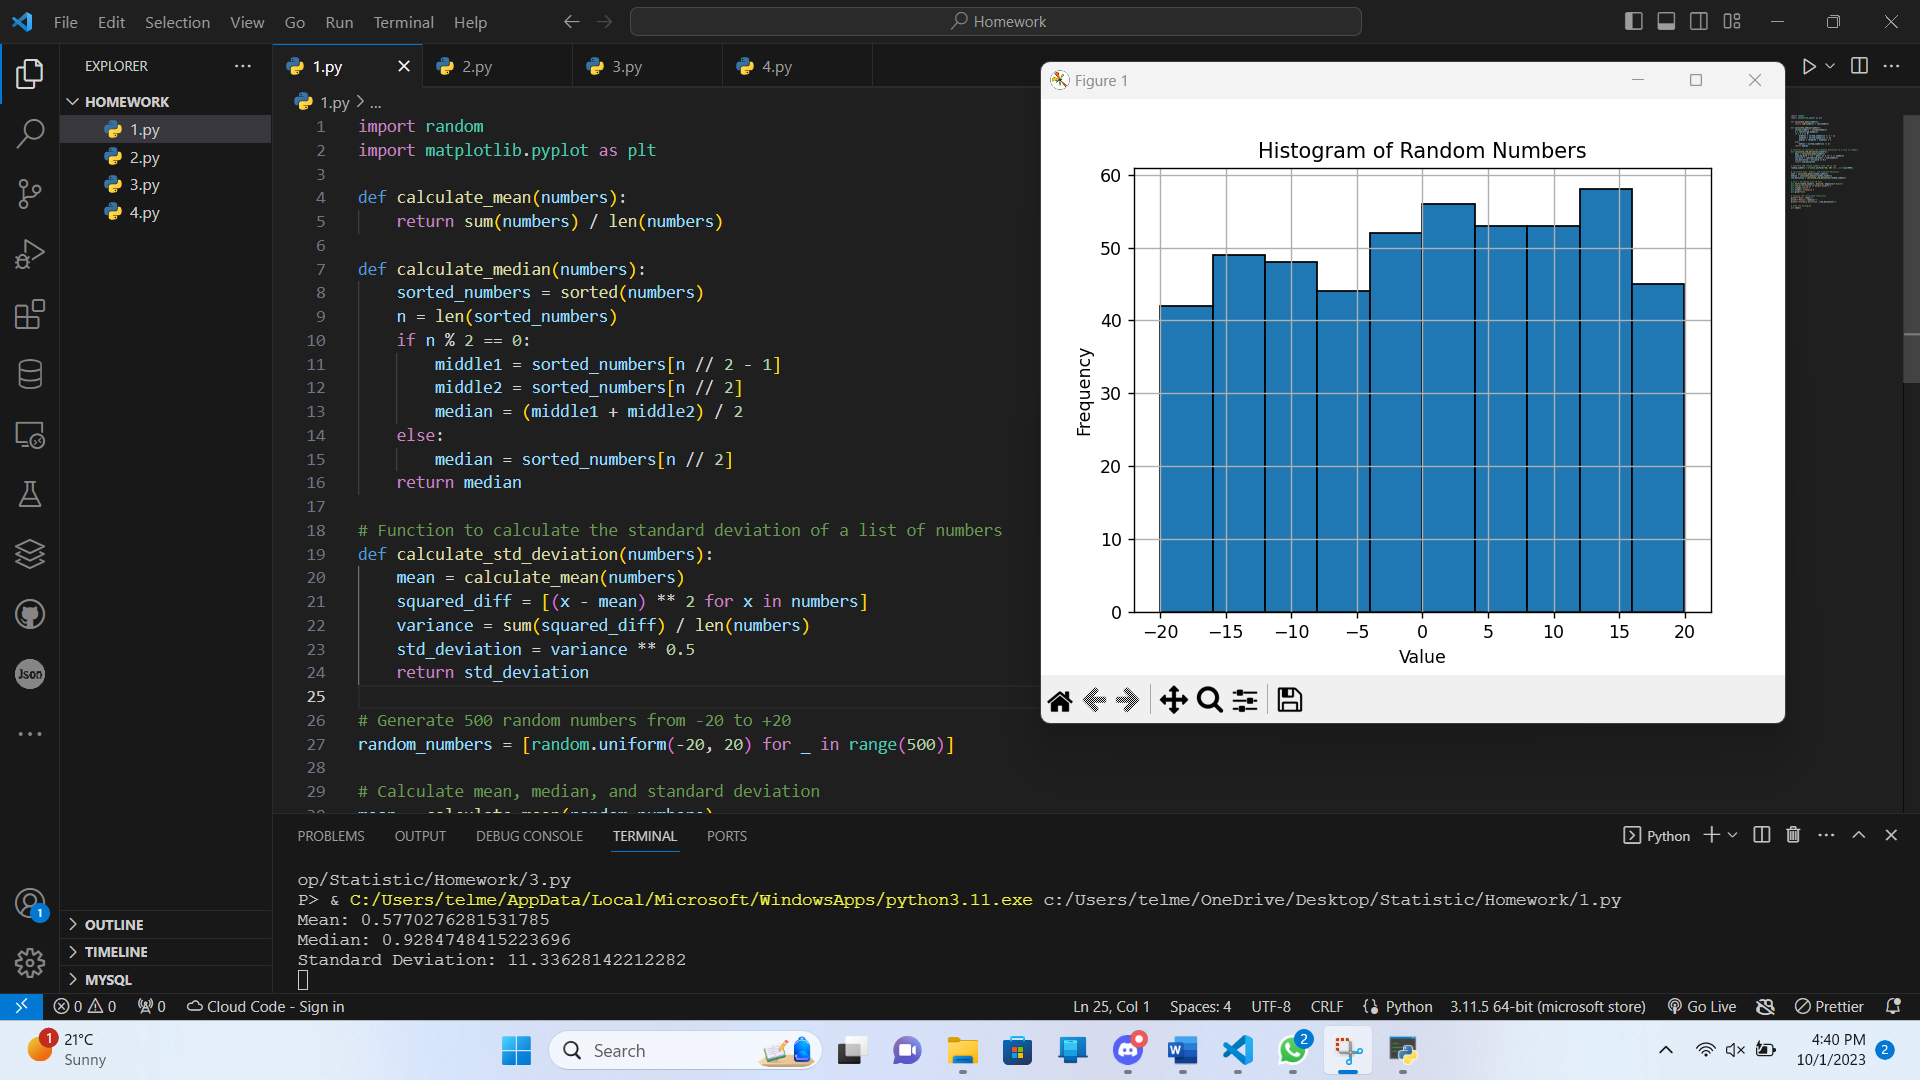 File Edit Selection View Go Run Terminal Help
Homework
EXPLORER
HOMEWORK
1.py
2.py
3.py
4.py
OUTLINE
TIMELINE
MYSQL
1.py 2.py 3.py 4.py
1.py > ...
1 import random
2 import matplotlib.pyplot as plt
3
4 def calculate_mean(numbers):
5 return sum(numbers) / len(numbers)
6
7 def calculate_median(numbers):
8 sorted_numbers = sorted(numbers)
9 n = len(sorted_numbers)
10 if n % 2 == 0:
11 middle1 = sorted_numbers[n // 2 - 1]
12 middle2 = sorted_numbers[n // 2]
13 median = (middle1 + middle2) / 2
14 else:
15 median = sorted_numbers[n // 2]
16 return median
17
18 # Function to calculate the standard deviation of a list of numbers
19 def calculate_std_deviation(numbers):
20 mean = calculate_mean(numbers)
21 squared_diff = [(x - mean) ** 2 for x in numbers]
22 variance = sum(squared_diff) / len(numbers)
23 std_deviation = variance ** 0.5
24 return std_deviation
25
26 # Generate 500 random numbers from -20 to +20
27 random_numbers = [random.uniform(-20, 20) for _ in range(500)]
28
29 # Calculate mean, median, and standard deviation
Figure 1
Histogram of Random Numbers
60
50
40
30
20
10
0
Frequency
−20 −15 −10 −5 0 5 10 15 20
Value
PROBLEMS OUTPUT DEBUG CONSOLE TERMINAL PORTS
Python
op/Statistic/Homework/3.py
P> & C:/Users/telme/AppData/Local/Microsoft/WindowsApps/python3.11.exe c:/Users/telme/OneDrive/Desktop/Statistic/Homework/1.py
Mean: 0.5770276281531785
Median: 0.9284748415223696
Standard Deviation: 11.33628142212282
Json
1
0 0 0 Cloud Code - Sign in
Ln 25, Col 1 Spaces: 4 UTF-8 CRLF Python 3.11.5 64-bit (microsoft store) Go Live Prettier
1
21°C
Sunny
Search
2
4:40 PM
10/1/2023
2